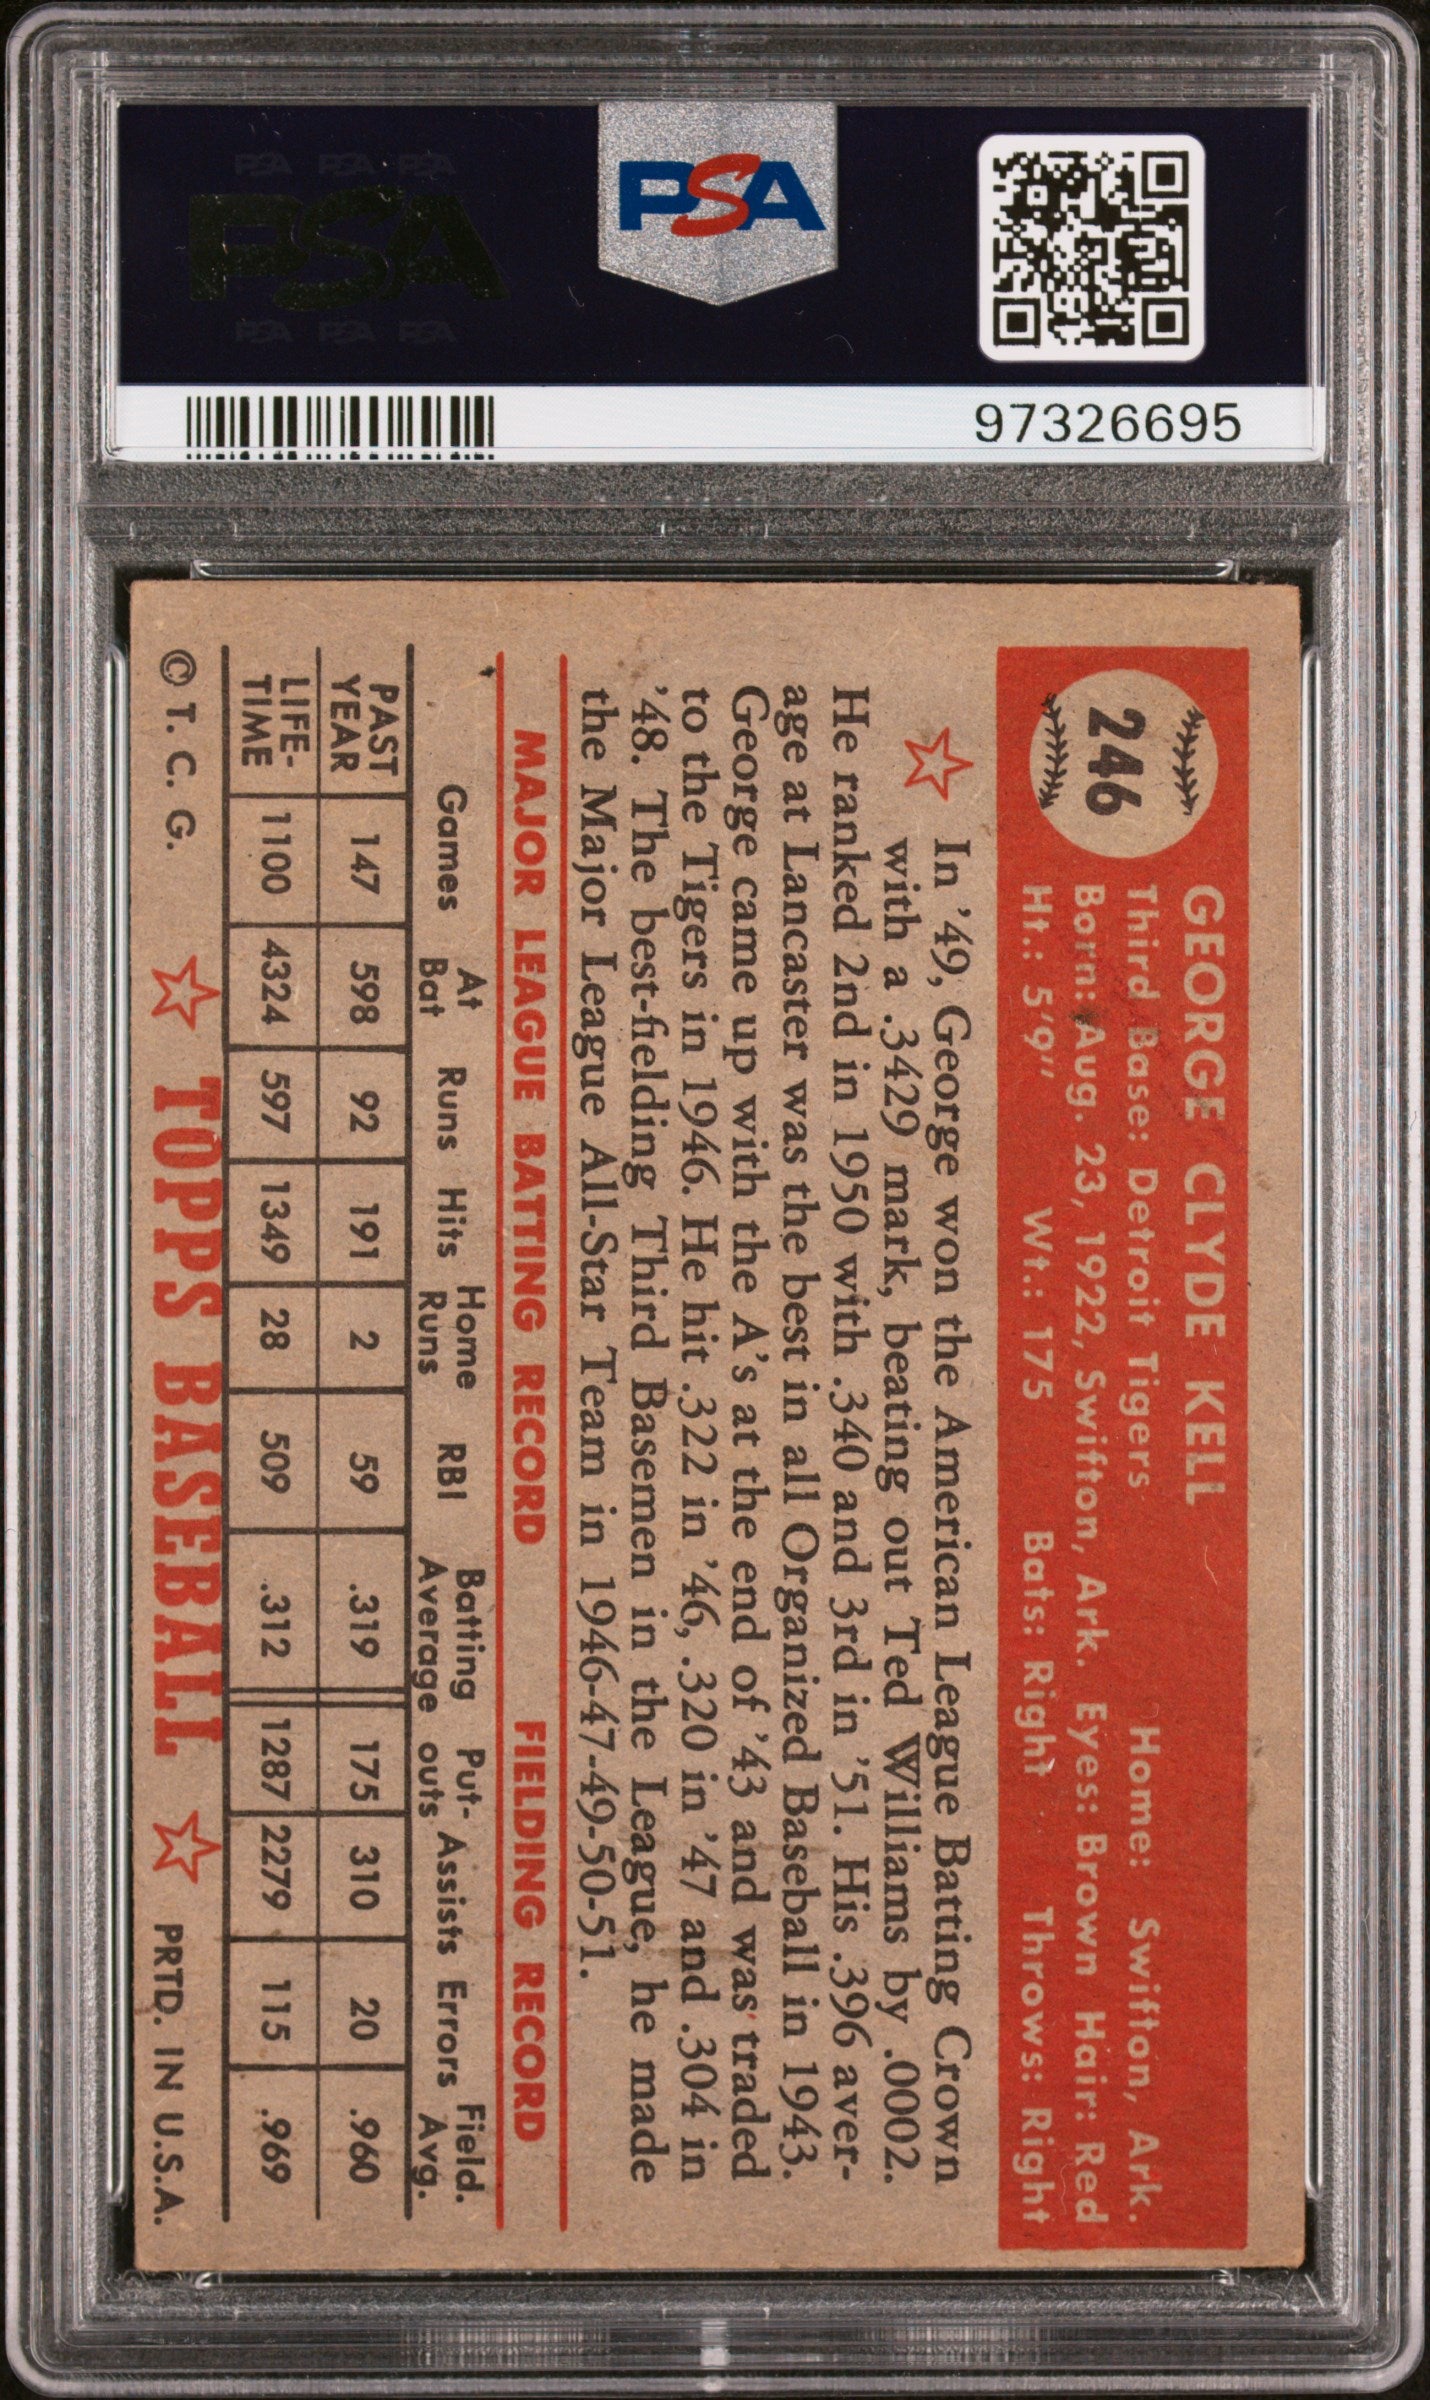 PSA PSA PSA
PSA
PSA PSA PSA
PSA
97326695
246
GEORGE CLYDE KELL
Third Base: Detroit Tigers Home: Swifton, Ark.
Born: Aug. 23, 1922, Swifton, Ark. Eyes: Brown Hair: Red
Ht.: 5'9" Wt.: 175 Bats: Right Throws: Right
In '49, George won the American League Batting Crown
with a .3429 mark, beating out Ted Williams by .0002.
He ranked 2nd in 1950 with .340 and 3rd in '51. His .396 aver-
age at Lancaster was the best in all Organized Baseball in 1943.
George came up with the A's at the end of '43 and was traded
to the Tigers in 1946. He hit .322 in '46, .320 in '47 and .304 in
'48. The best-fielding Third Basemen in the League, he made
the Major League All-Star Team in 1946-47-49-50-51.
MAJOR LEAGUE BATTING RECORD FIELDING RECORD
Games At Bat Runs Hits Home Runs RBI Batting Average Put-outs Assists Errors Field. Avg.
PAST YEAR 147 598 92 191 2 59 .319 175 310 20 .960
LIFE-TIME 1100 4324 597 1349 28 509 .312 1287 2279 115 .969
© T. C. G. TOPPS BASEBALL PRTD. IN U.S.A.